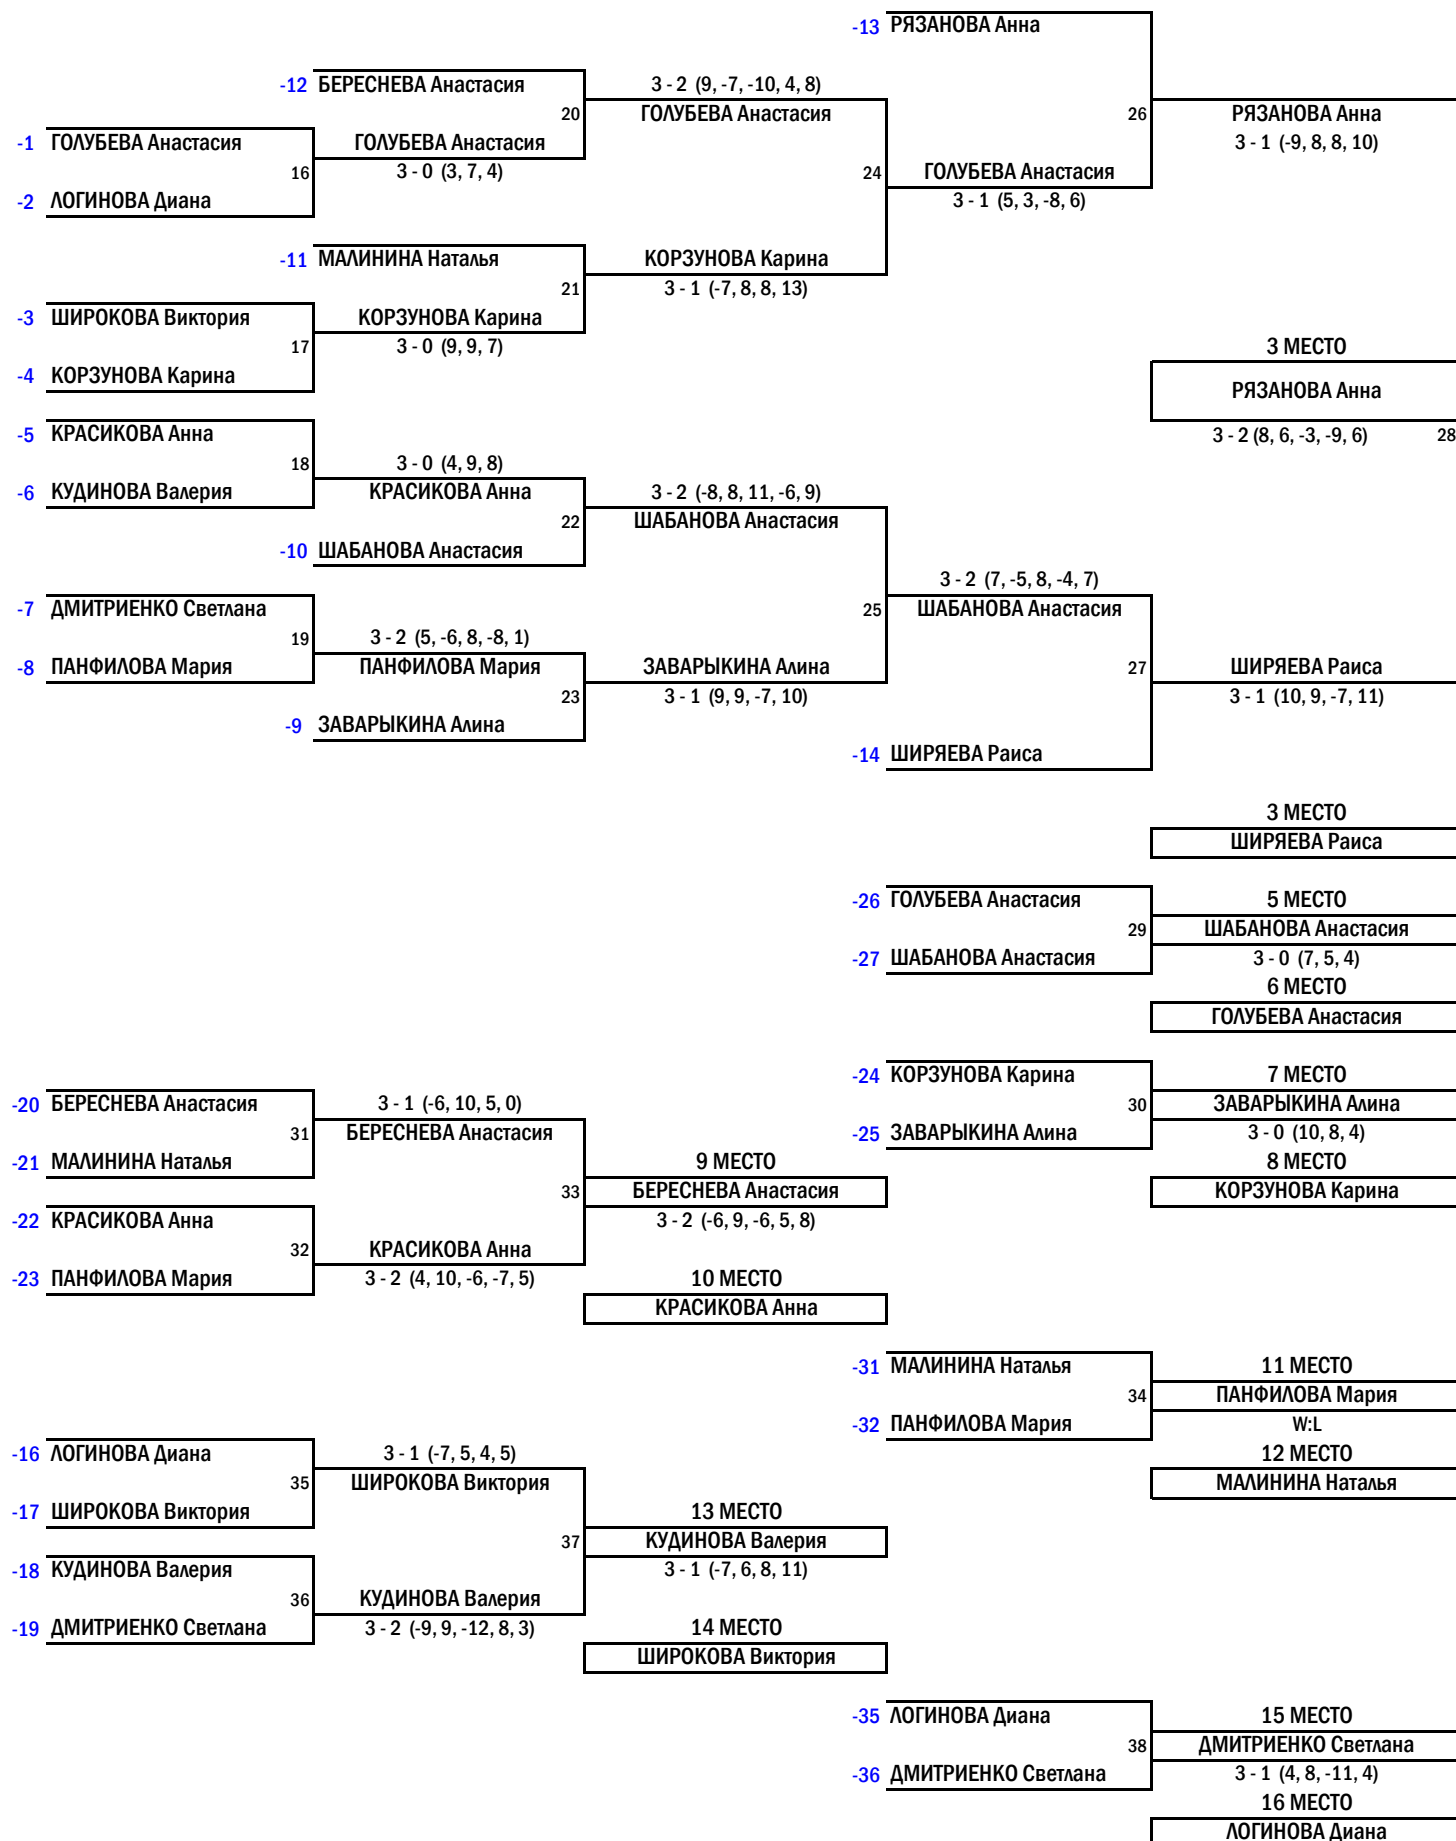 -13 РЯЗАНОВА Анна
-12 БЕРЕСНЕВА Анастасия 3 - 2 (9, -7, -10, 4, 8)
20 ГОЛУБЕВА Анастасия 26 РЯЗАНОВА Анна
-1 ГОЛУБЕВА Анастасия ГОЛУБЕВА Анастасия 3 - 1 (-9, 8, 8, 10)
16 3 - 0 (3, 7, 4) 24 ГОЛУБЕВА Анастасия
-2 ЛОГИНОВА Диана 3 - 1 (5, 3, -8, 6)
-11 МАЛИНИНА Наталья КОРЗУНОВА Карина
21 3 - 1 (-7, 8, 8, 13)
-3 ШИРОКОВА Виктория КОРЗУНОВА Карина
17 3 - 0 (9, 9, 7) 3 МЕСТО
-4 КОРЗУНОВА Карина РЯЗАНОВА Анна
-5 КРАСИКОВА Анна 3 - 2 (8, 6, -3, -9, 6) 28
18 3 - 0 (4, 9, 8)
-6 КУДИНОВА Валерия КРАСИКОВА Анна 3 - 2 (-8, 8, 11, -6, 9)
22 ШАБАНОВА Анастасия
-10 ШАБАНОВА Анастасия
3 - 2 (7, -5, 8, -4, 7)
-7 ДМИТРИЕНКО Светлана 25 ШАБАНОВА Анастасия
19 3 - 2 (5, -6, 8, -8, 1)
-8 ПАНФИЛОВА Мария ПАНФИЛОВА Мария ЗАВАРЫКИНА Алина 27 ШИРЯЕВА Раиса
23 3 - 1 (9, 9, -7, 10) 3 - 1 (10, 9, -7, 11)
-9 ЗАВАРЫКИНА Алина
-14 ШИРЯЕВА Раиса
3 МЕСТО
ШИРЯЕВА Раиса
-26 ГОЛУБЕВА Анастасия 5 МЕСТО
29 ШАБАНОВА Анастасия
-27 ШАБАНОВА Анастасия 3 - 0 (7, 5, 4)
6 МЕСТО
ГОЛУБЕВА Анастасия
-24 КОРЗУНОВА Карина 7 МЕСТО
-20 БЕРЕСНЕВА Анастасия 3 - 1 (-6, 10, 5, 0) 30 ЗАВАРЫКИНА Алина
31 БЕРЕСНЕВА Анастасия -25 ЗАВАРЫКИНА Алина 3 - 0 (10, 8, 4)
-21 МАЛИНИНА Наталья 9 МЕСТО 8 МЕСТО
33 БЕРЕСНЕВА Анастасия КОРЗУНОВА Карина
-22 КРАСИКОВА Анна 3 - 2 (-6, 9, -6, 5, 8)
32 КРАСИКОВА Анна
-23 ПАНФИЛОВА Мария 3 - 2 (4, 10, -6, -7, 5) 10 МЕСТО
КРАСИКОВА Анна
-31 МАЛИНИНА Наталья 11 МЕСТО
34 ПАНФИЛОВА Мария
-32 ПАНФИЛОВА Мария W:L
-16 ЛОГИНОВА Диана 3 - 1 (-7, 5, 4, 5) 12 МЕСТО
35 ШИРОКОВА Виктория МАЛИНИНА Наталья
-17 ШИРОКОВА Виктория 13 МЕСТО
37 КУДИНОВА Валерия
-18 КУДИНОВА Валерия 3 - 1 (-7, 6, 8, 11)
36 КУДИНОВА Валерия
-19 ДМИТРИЕНКО Светлана 3 - 2 (-9, 9, -12, 8, 3) 14 МЕСТО
ШИРОКОВА Виктория
-35 ЛОГИНОВА Диана 15 МЕСТО
38 ДМИТРИЕНКО Светлана
-36 ДМИТРИЕНКО Светлана 3 - 1 (4, 8, -11, 4)
16 МЕСТО
ЛОГИНОВА Диана